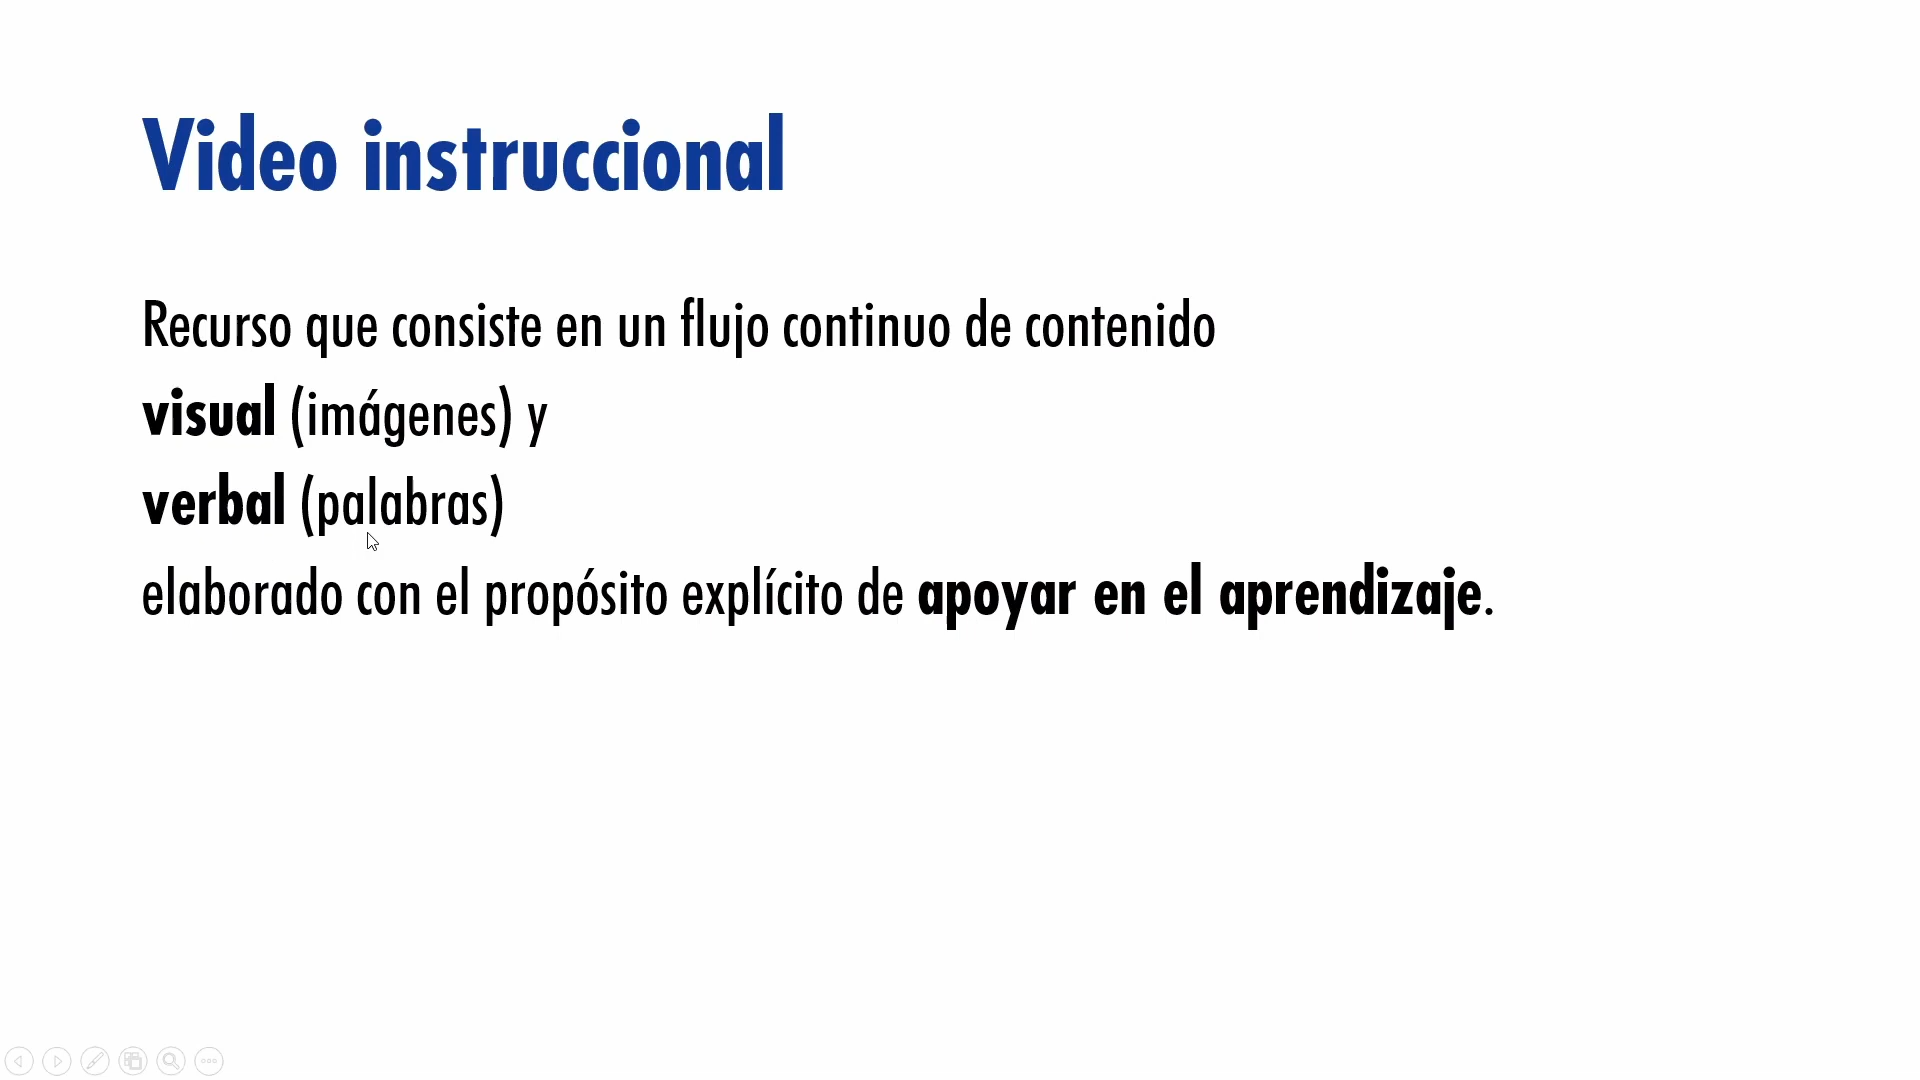 Video instruccional
Recurso que consiste en un flujo continuo de contenido
visual (imágenes) y
verbal (palabras)
elaborado con el propósito explícito de apoyar en el aprendizaje.